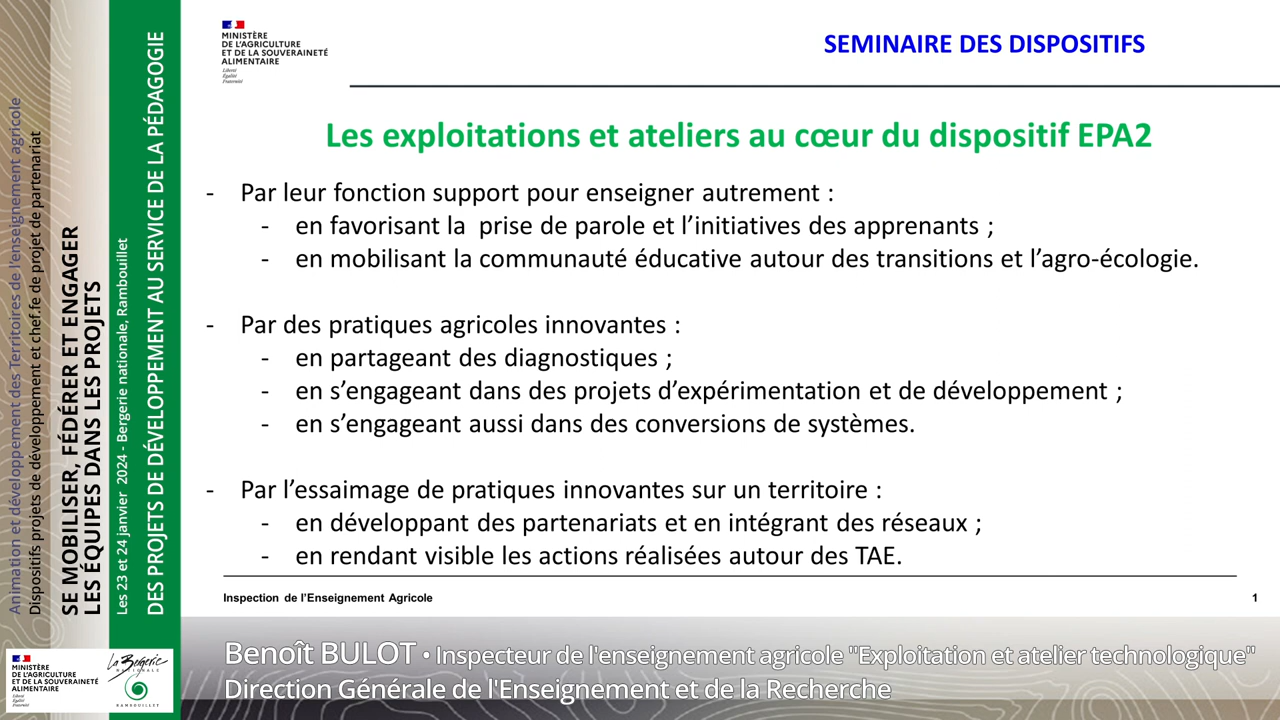 Animation et développement des Territoires de l'enseignement agricole
Dispositifs projets de développement et chef.fe de projet de partenariat
SE MOBILISER, FÉDÉRER ET ENGAGER
LES ÉQUIPES DANS LES PROJETS
Les 23 et 24 janvier 2024 - Bergerie nationale, Rambouillet
DES PROJETS DE DÉVELOPPEMENT AU SERVICE DE LA PÉDAGOGIE
MINISTÈRE
DE L'AGRICULTURE
ET DE LA SOUVERAINETÉ
ALIMENTAIRE
Liberté
Égalité
Fraternité
SEMINAIRE DES DISPOSITIFS
Les exploitations et ateliers au cœur du dispositif EPA2
- Par leur fonction support pour enseigner autrement :
- en favorisant la prise de parole et l’initiatives des apprenants ;
- en mobilisant la communauté éducative autour des transitions et l’agro-écologie.
- Par des pratiques agricoles innovantes :
- en partageant des diagnostiques ;
- en s’engageant dans des projets d’expérimentation et de développement ;
- en s’engageant aussi dans des conversions de systèmes.
- Par l’essaimage de pratiques innovantes sur un territoire :
- en développant des partenariats et en intégrant des réseaux ;
- en rendant visible les actions réalisées autour des TAE.
Inspection de l’Enseignement Agricole
1
MINISTÈRE
DE L'AGRICULTURE
ET DE LA SOUVERAINETÉ
ALIMENTAIRE
Liberté
Égalité
Fraternité
La Bergerie
NATIONALE
RAMBOUILLET
Benoît BULOT • Inspecteur de l'enseignement agricole "Exploitation et atelier technologique"
Direction Générale de l'Enseignement et de la Recherche